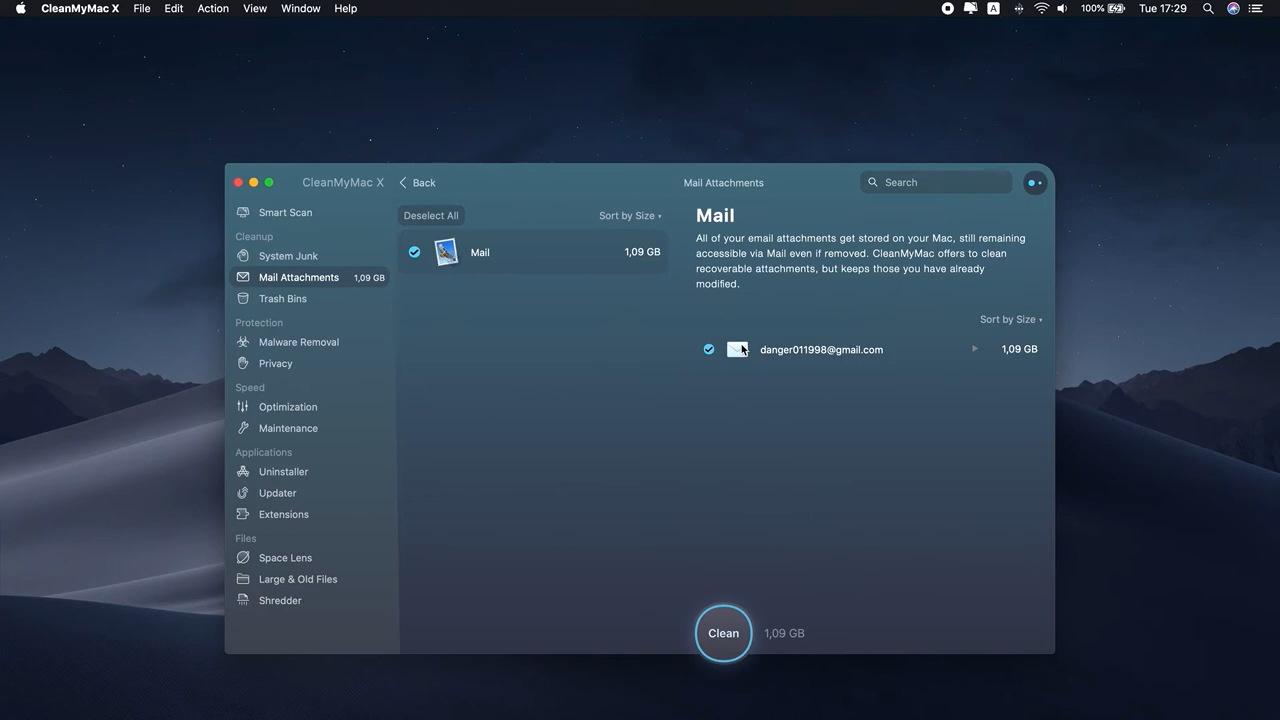 CleanMyMac X File Edit Action View Window Help A 100% Tue 17:29
CleanMyMac X Back Mail Attachments Search
Smart Scan
Cleanup
System Junk
Mail Attachments 1,09 GB
Trash Bins
Protection
Malware Removal
Privacy
Speed
Optimization
Maintenance
Applications
Uninstaller
Updater
Extensions
Files
Space Lens
Large & Old Files
Shredder
Deselect All Sort by Size
Mail 1,09 GB
Mail
All of your email attachments get stored on your Mac, still remaining
accessible via Mail even if removed. CleanMyMac offers to clean
recoverable attachments, but keeps those you have already
modified.
Sort by Size
danger011998@gmail.com 1,09 GB
Clean 1,09 GB